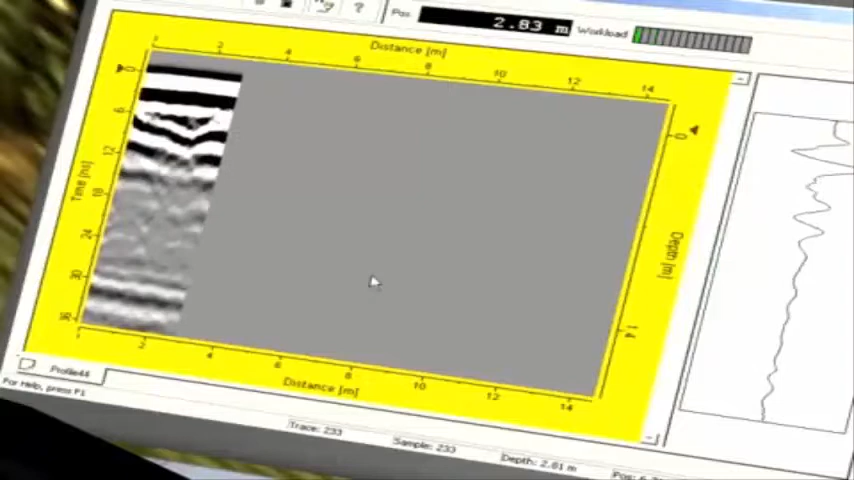 ?
Pos
2.83 m
Workload
Distance [m]
2 4 6 8 10 12 14
0
6
12
18
24
30
36
Time [ns]
0
Depth [m]
2 4 6 8 10 12 14
Distance [m]
Profile44
For Help, press F1
Trace: 233
Sample: 233
Depth: 2.81 m